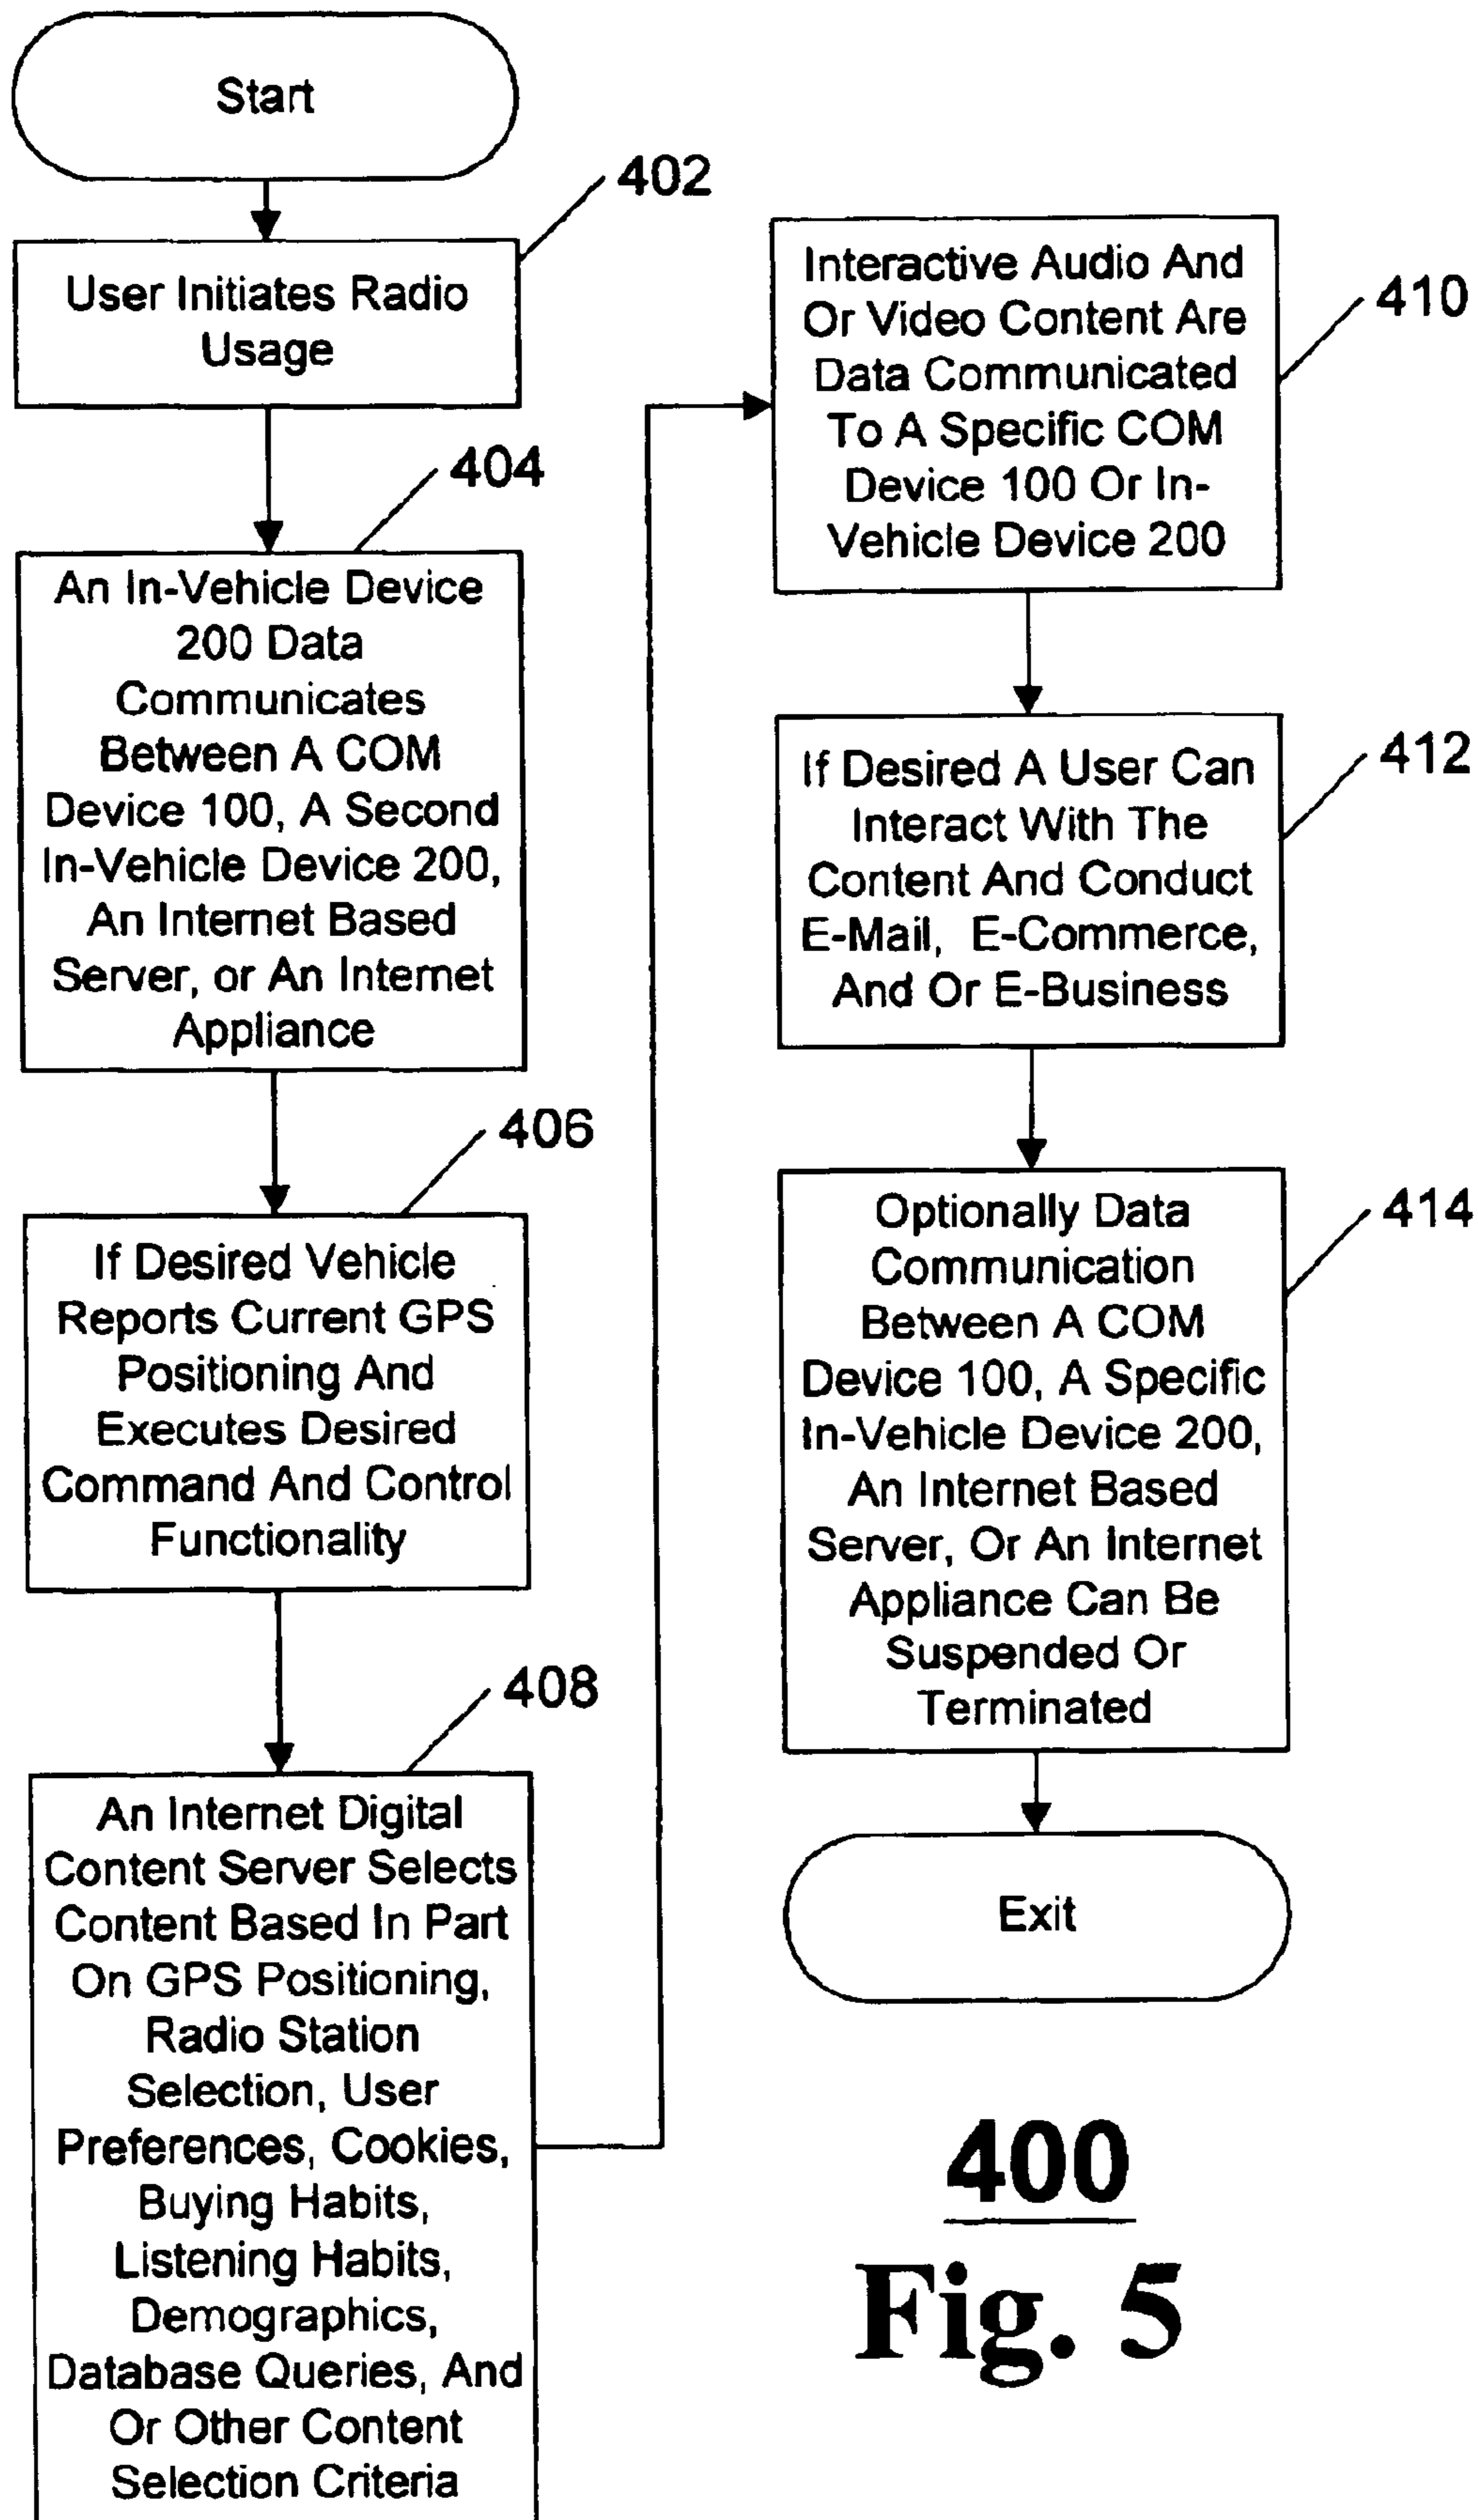 Start
402
User Initiates Radio
Usage
404
An In-Vehicle Device
200 Data
Communicates
Between A COM
Device 100, A Second
In-Vehicle Device 200,
An Internet Based
Server, or An Internet
Appliance
406
If Desired Vehicle
Reports Current GPS
Positioning And
Executes Desired
Command And Control
Functionality
408
An Internet Digital
Content Server Selects
Content Based In Part
On GPS Positioning,
Radio Station
Selection, User
Preferences, Cookies,
Buying Habits,
Listening Habits,
Demographics,
Database Queries, And
Or Other Content
Selection Criteria
Interactive Audio And
Or Video Content Are
Data Communicated
To A Specific COM
Device 100 Or In-
Vehicle Device 200
410
If Desired A User Can
Interact With The
Content And Conduct
E-Mail, E-Commerce,
And Or E-Business
412
Optionally Data
Communication
Between A COM
Device 100, A Specific
In-Vehicle Device 200,
An Internet Based
Server, Or An Internet
Appliance Can Be
Suspended Or
Terminated
414
Exit
400
Fig. 5